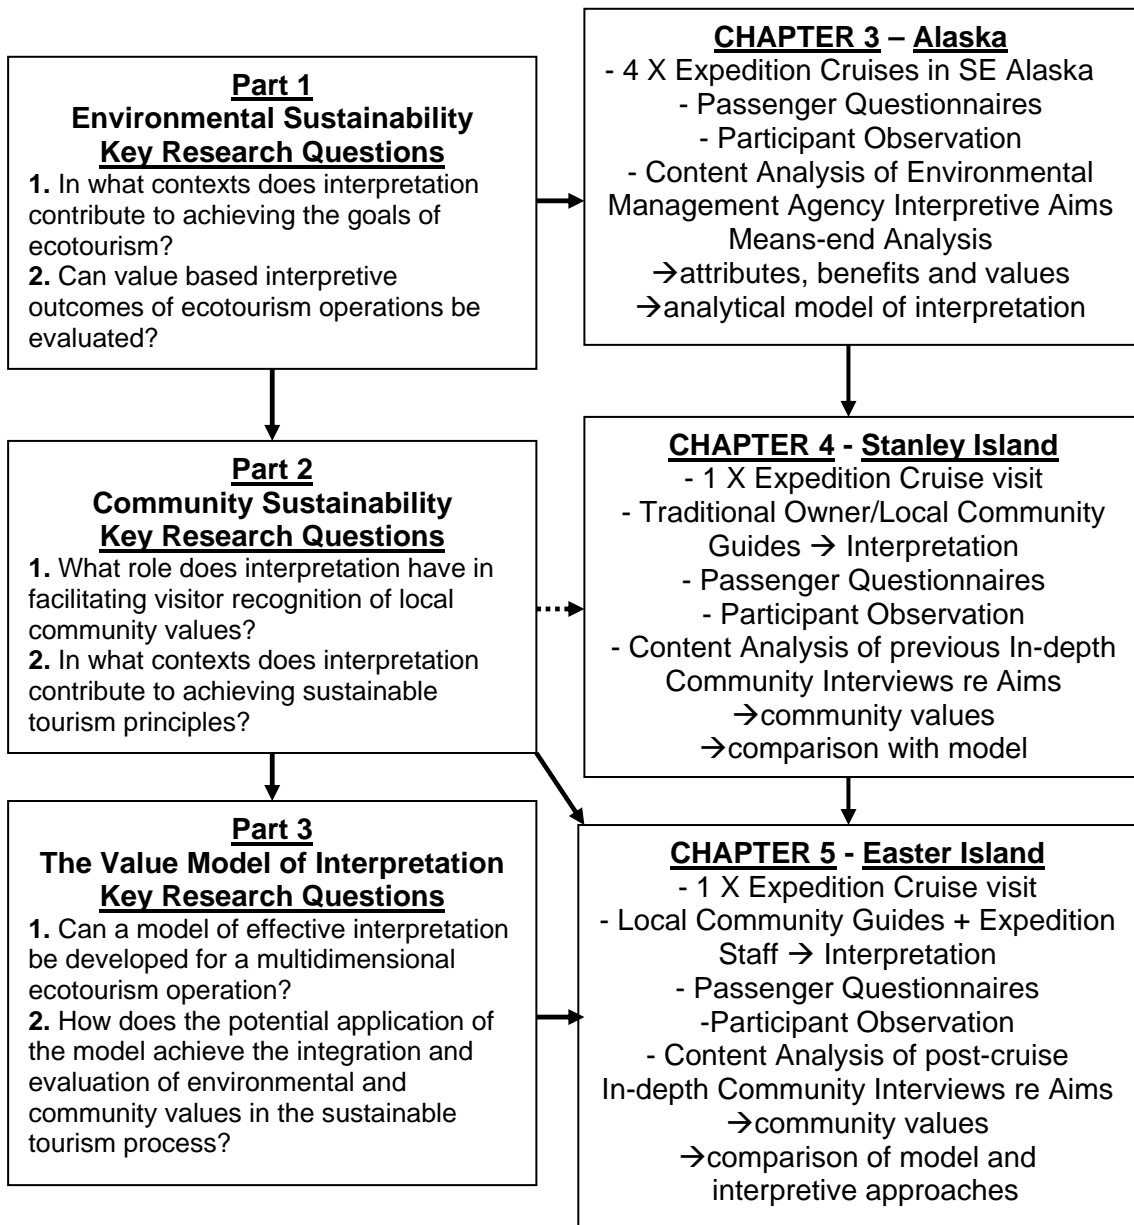 Part 1
Environmental Sustainability
Key Research Questions
1. In what contexts does interpretation
contribute to achieving the goals of
ecotourism?
2. Can value based interpretive
outcomes of ecotourism operations be
evaluated?
CHAPTER 3 – Alaska
- 4 X Expedition Cruises in SE Alaska
- Passenger Questionnaires
- Participant Observation
- Content Analysis of Environmental
Management Agency Interpretive Aims
Means-end Analysis
→attributes, benefits and values
→analytical model of interpretation
Part 2
Community Sustainability
Key Research Questions
1. What role does interpretation have in
facilitating visitor recognition of local
community values?
2. In what contexts does interpretation
contribute to achieving sustainable
tourism principles?
CHAPTER 4 - Stanley Island
- 1 X Expedition Cruise visit
- Traditional Owner/Local Community
Guides → Interpretation
- Passenger Questionnaires
- Participant Observation
- Content Analysis of previous In-depth
Community Interviews re Aims
→community values
→comparison with model
Part 3
The Value Model of Interpretation
Key Research Questions
1. Can a model of effective interpretation
be developed for a multidimensional
ecotourism operation?
2. How does the potential application of
the model achieve the integration and
evaluation of environmental and
community values in the sustainable
tourism process?
CHAPTER 5 - Easter Island
- 1 X Expedition Cruise visit
- Local Community Guides + Expedition
Staff → Interpretation
- Passenger Questionnaires
-Participant Observation
- Content Analysis of post-cruise
In-depth Community Interviews re Aims
→community values
→comparison of model and
interpretive approaches